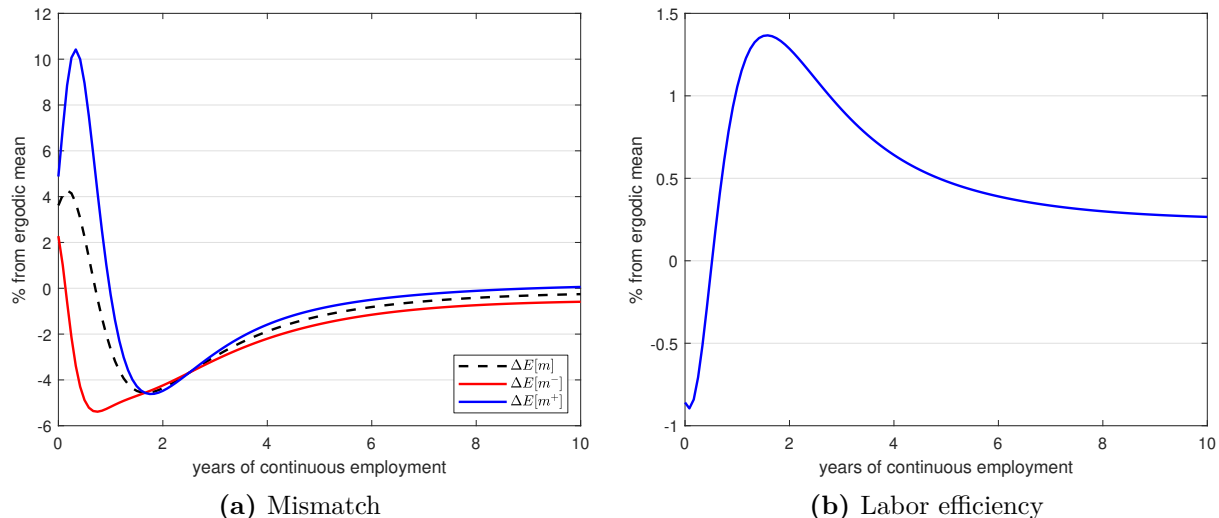 12
10
8
6
4
2
0
-2
-4
-6
% from ergodic mean
0 2 4 6 8 10
years of continuous employment
ΔE[m]
ΔE[m⁻]
ΔE[m⁺]
(a) Mismatch
1.5
1
0.5
0
-0.5
-1
% from ergodic mean
0 2 4 6 8 10
years of continuous employment
(b) Labor efficiency